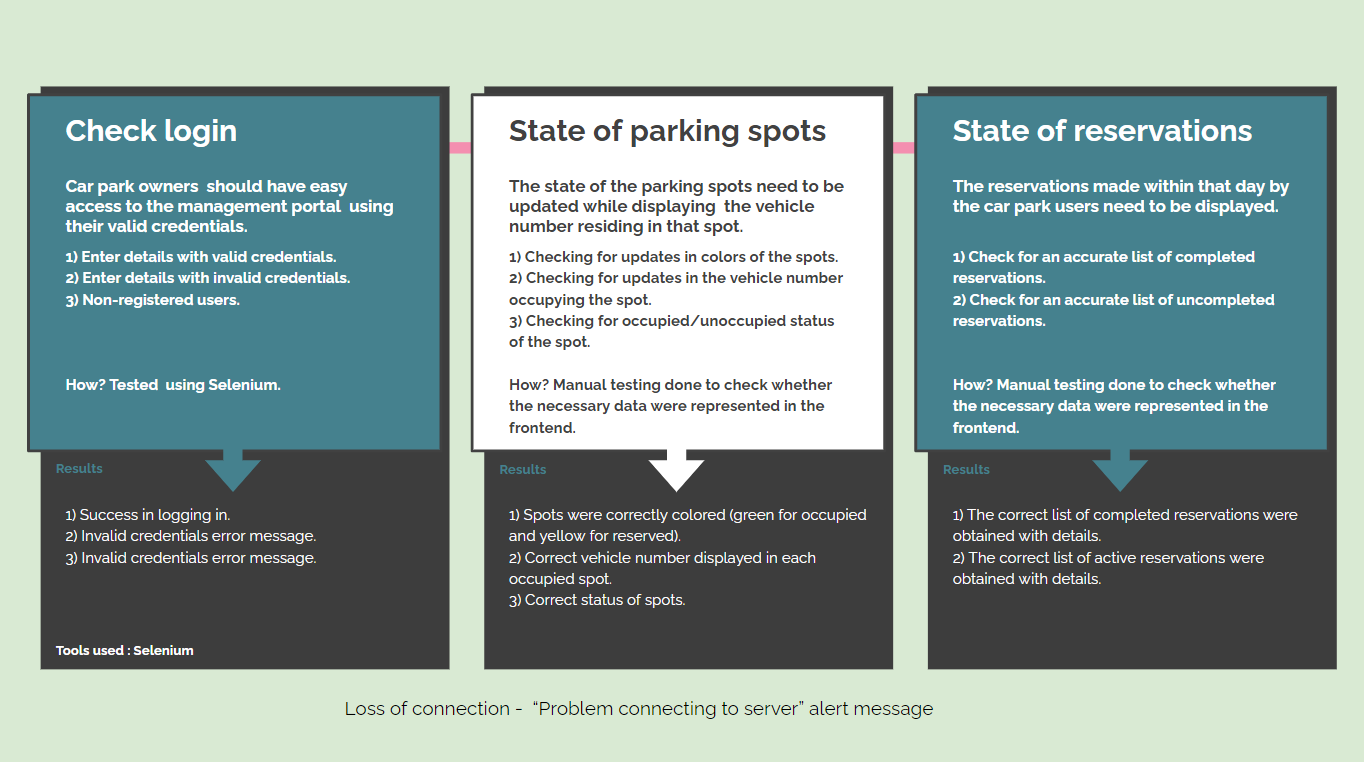 Check login
Car park owners  should have easy
access to the management portal  using
their valid credentials.
1) Enter details with valid credentials.
2) Enter details with invalid credentials.
3) Non-registered users.
How? Tested  using Selenium.
Results
1) Success in logging in.
2) Invalid credentials error message.
3) Invalid credentials error message.
Tools used : Selenium
State of parking spots
The state of the parking spots need to be
updated while displaying  the vehicle
number residing in that spot.
1) Checking for updates in colors of the spots.
2) Checking for updates in the vehicle number
occupying the spot.
3) Checking for occupied/unoccupied status
of the spot.
How? Manual testing done to check whether
the necessary data were represented in the
frontend.
Results
1) Spots were correctly colored (green for occupied
and yellow for reserved).
2) Correct vehicle number displayed in each
occupied spot.
3) Correct status of spots.
State of reservations
The reservations made within that day by
the car park users need to be displayed.
1) Check for an accurate list of completed
reservations.
2) Check for an accurate list of uncompleted
reservations.
How? Manual testing done to check whether
the necessary data were represented in the
frontend.
Results
1) The correct list of completed reservations were
obtained with details.
2) The correct list of active reservations were
obtained with details.
Loss of connection -  “Problem connecting to server” alert message